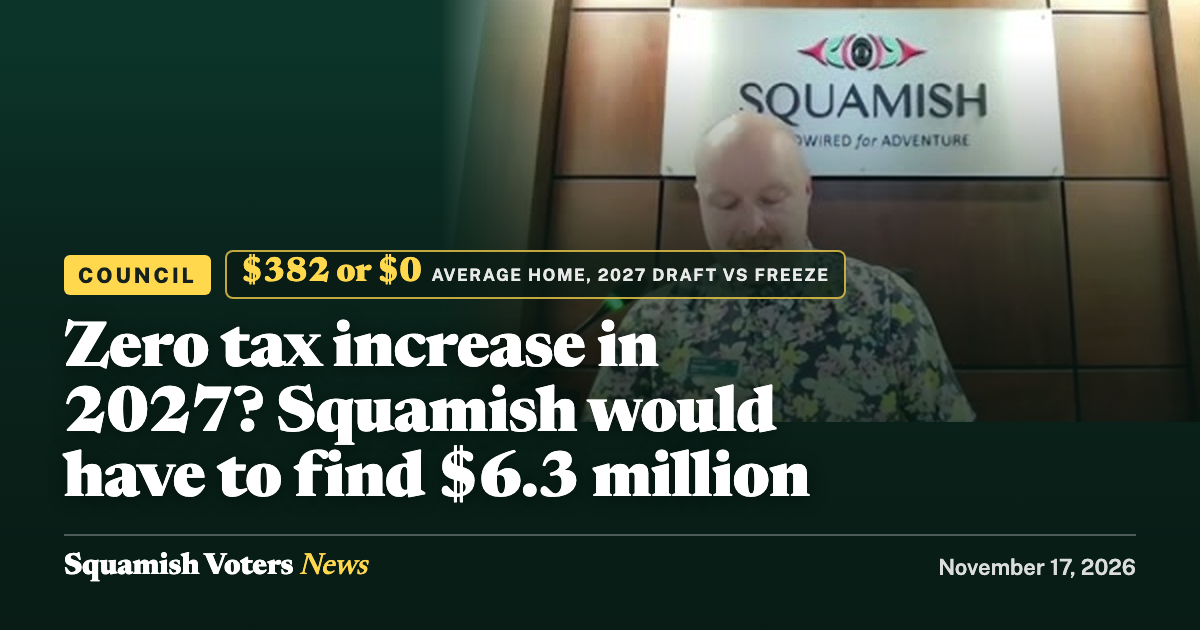 SQUAMISH
DWIRED for ADVENTURE
COUNCIL
$382 or $0 AVERAGE HOME, 2027 DRAFT VS FREEZE
Zero tax increase in
2027? Squamish would
have to find $6.3 million
Squamish Voters News
November 17, 2026